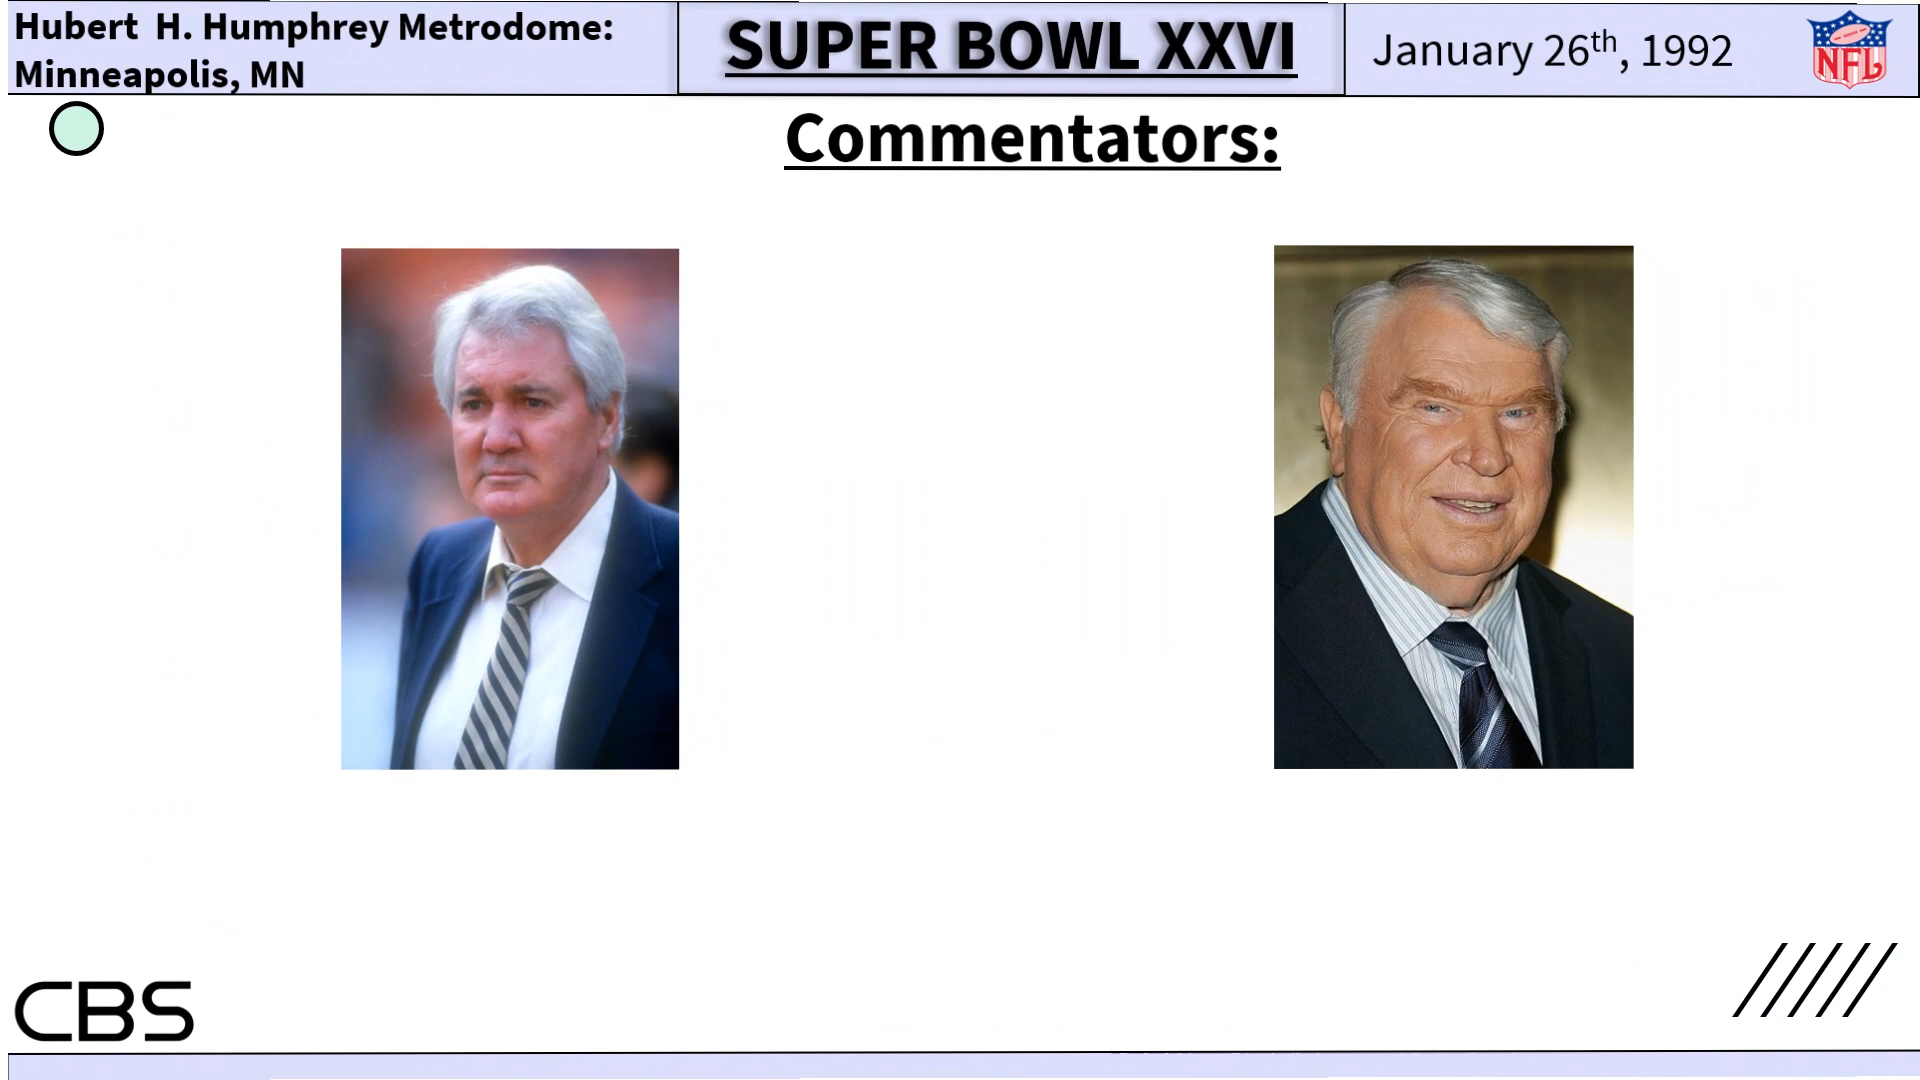 Hubert H. Humphrey Metrodome:
Minneapolis, MN
SUPER BOWL XXVI
January 26th, 1992
NFL
Commentators:
CBS